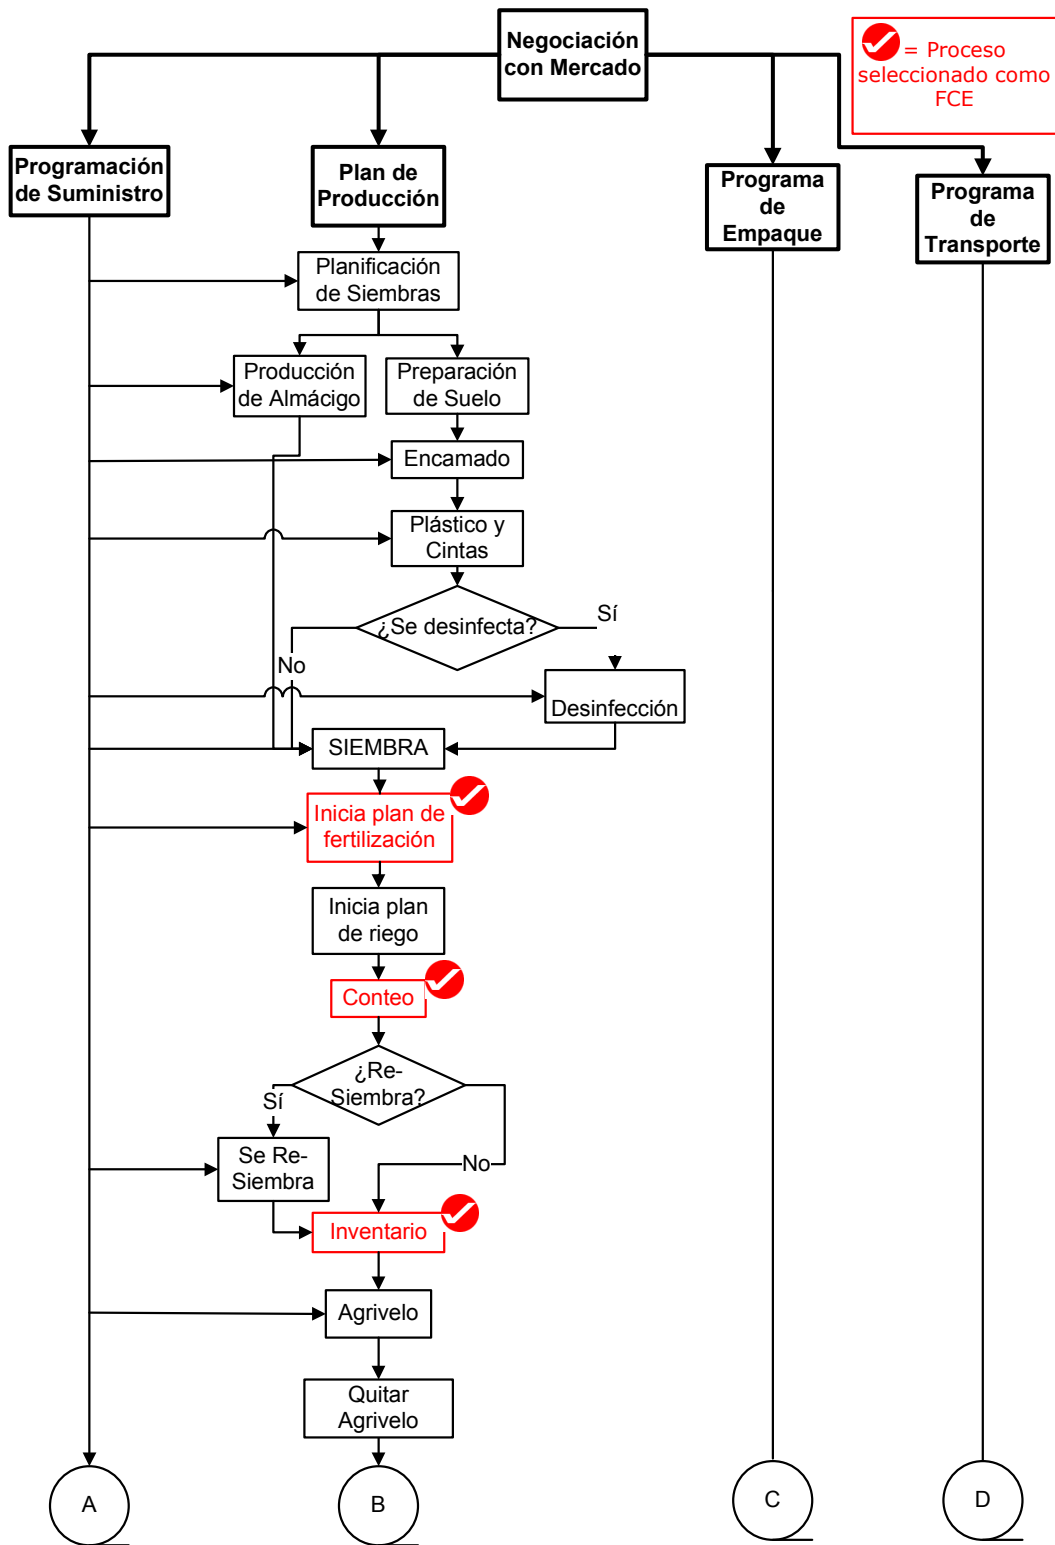 Negociación
con Mercado
= Proceso
seleccionado como
FCE
Programación
de Suministro
Plan de
Producción
Programa
de
Empaque
Programa
de
Transporte
Planificación
de Siembras
Producción
de Almácigo
Preparación
de Suelo
Encamado
Plástico y
Cintas
¿Se desinfecta?
Sí
No
Desinfección
SIEMBRA
Inicia plan de
fertilización
Inicia plan
de riego
Conteo
¿Re-
Siembra?
Sí
No
Se Re-
Siembra
Inventario
Agrivelo
Quitar
Agrivelo
A
B
C
D